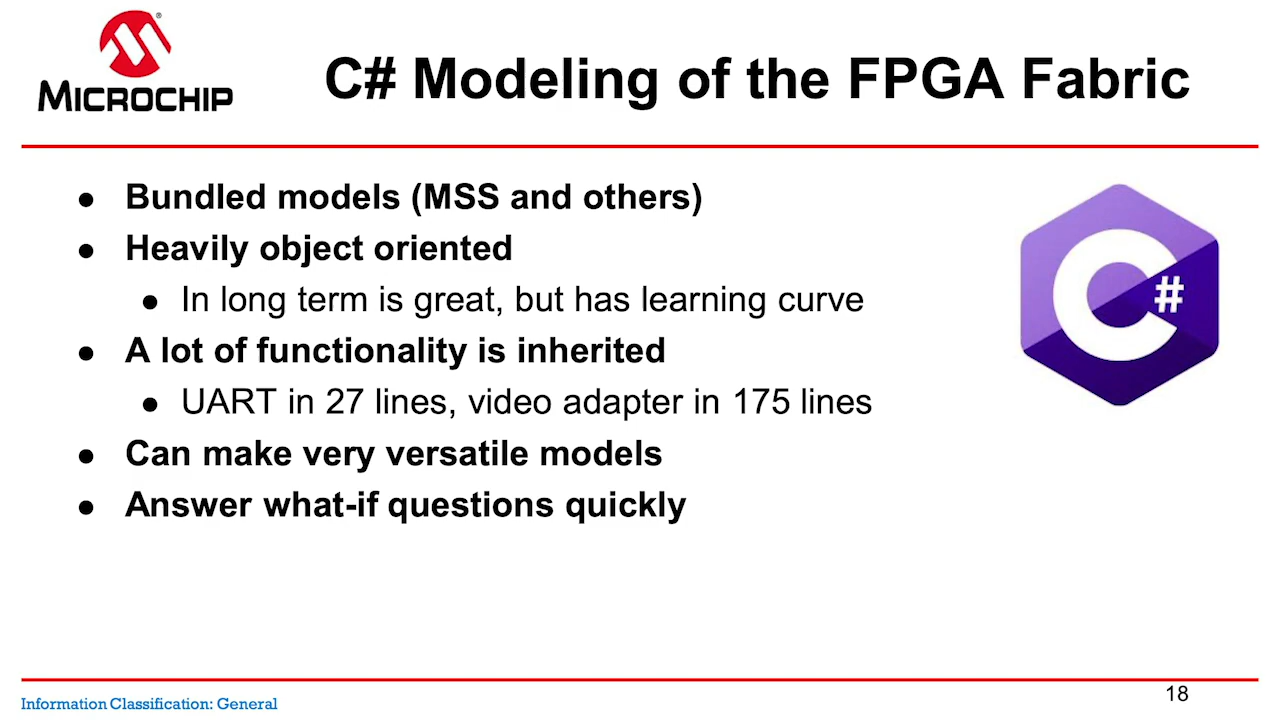 MICROCHIP
C# Modeling of the FPGA Fabric
● Bundled models (MSS and others)
● Heavily object oriented
● In long term is great, but has learning curve
● A lot of functionality is inherited
● UART in 27 lines, video adapter in 175 lines
● Can make very versatile models
● Answer what-if questions quickly
C#
Information Classification: General
18